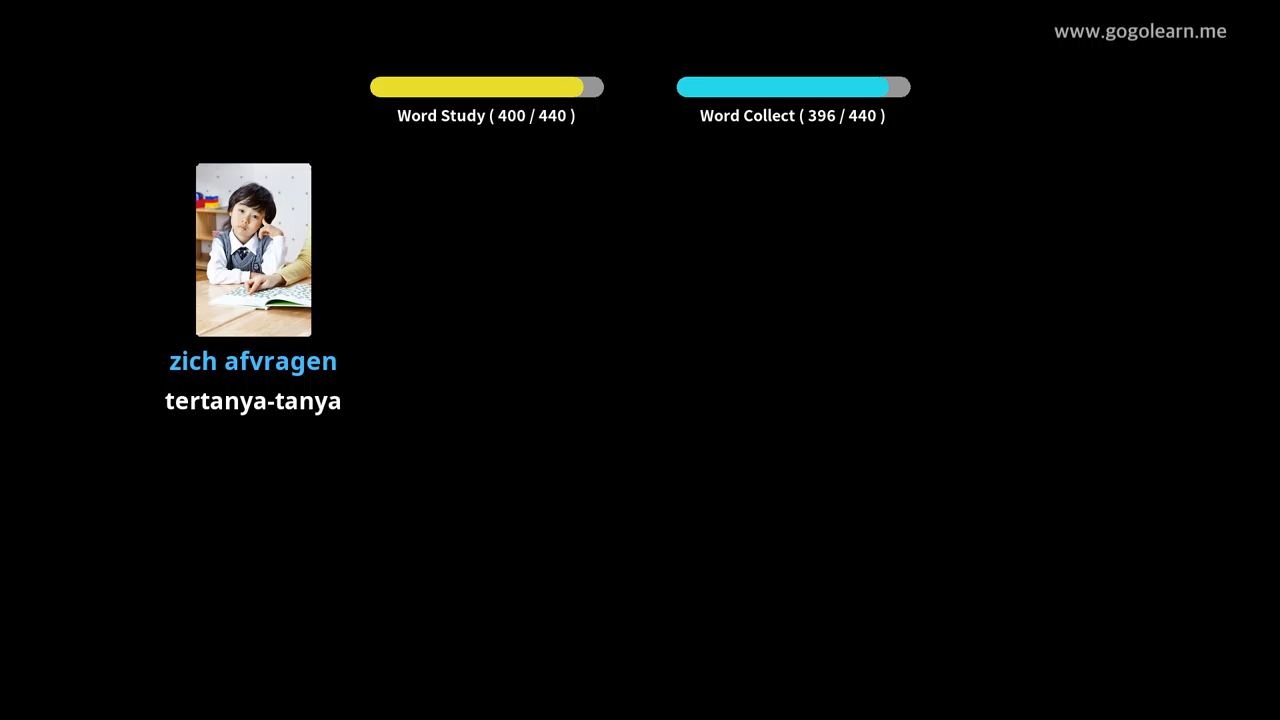 www.gogolearn.me
Word Study ( 400 / 440 )
Word Collect ( 396 / 440 )
zich afvragen
tertanya-tanya